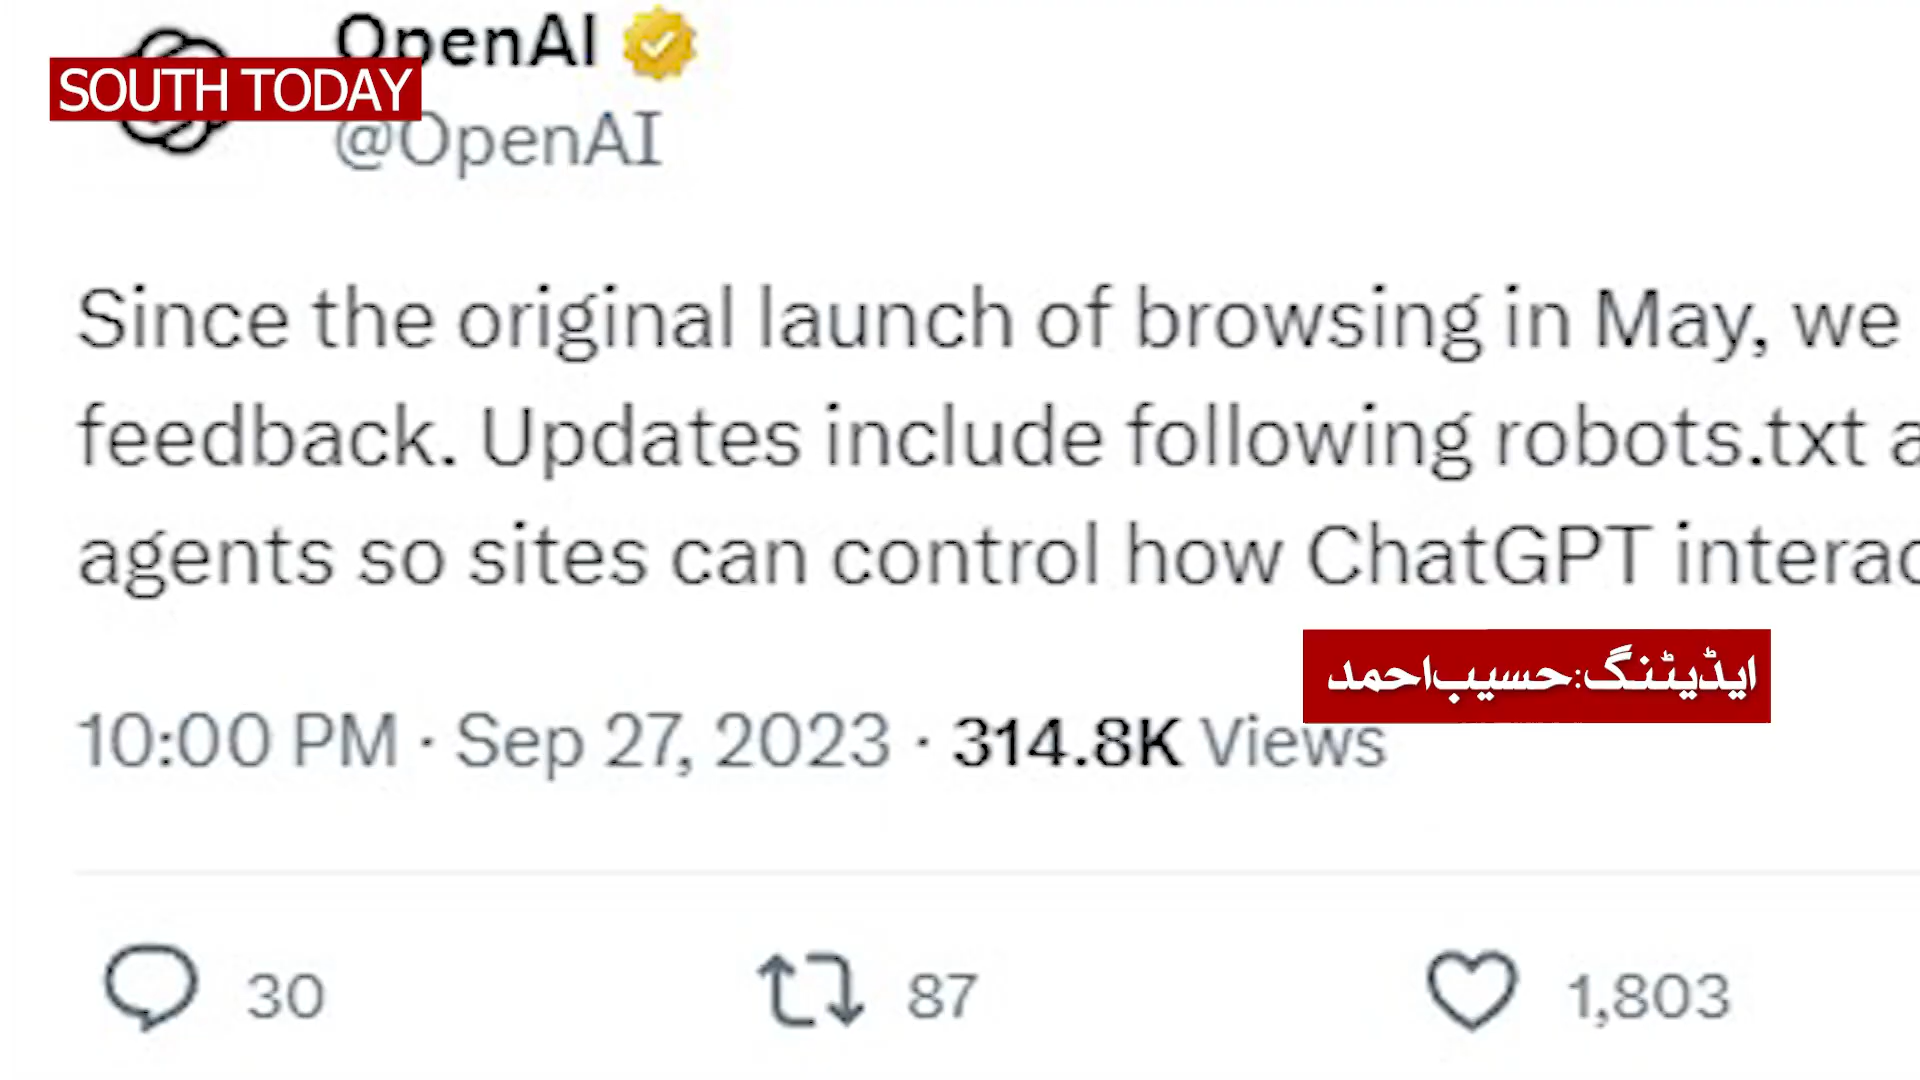 OpenAI
SOUTH TODAY
@OpenAI
Since the original launch of browsing in May, we
feedback. Updates include following robots.txt
agents so sites can control how ChatGPT
ایڈیٹنگ:حسیب احمد
10:00 PM · Sep 27, 2023 · 314.8K Views
30 87 1,803